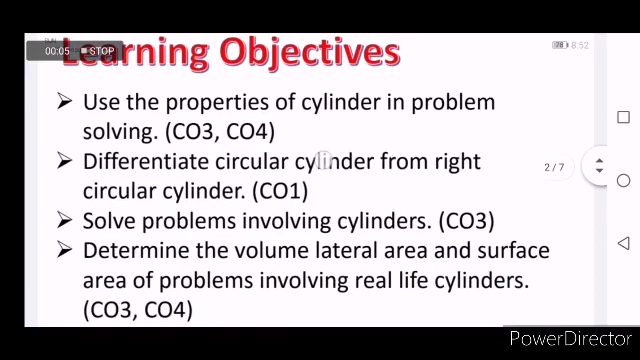 00:05 STOP
8:52
Learning Objectives
➢ Use the properties of cylinder in problem
solving. (CO3, CO4)
➢ Differentiate circular cylinder from right
circular cylinder. (CO1)
2 / 7
➢ Solve problems involving cylinders. (CO3)
➢ Determine the volume lateral area and surface
area of problems involving real life cylinders.
(CO3, CO4)
PowerDirector